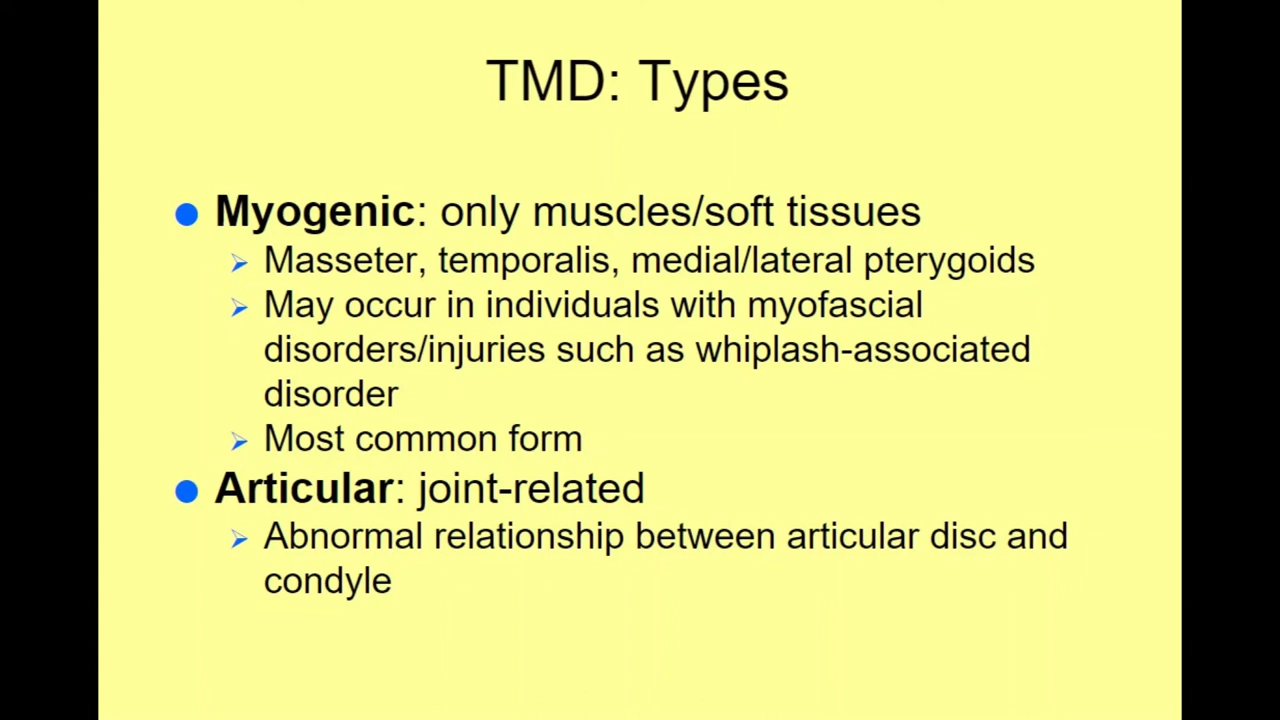 TMD: Types
Myogenic: only muscles/soft tissues
Masseter, temporalis, medial/lateral pterygoids
May occur in individuals with myofascial
disorders/injuries such as whiplash-associated
disorder
Most common form
Articular: joint-related
Abnormal relationship between articular disc and
condyle